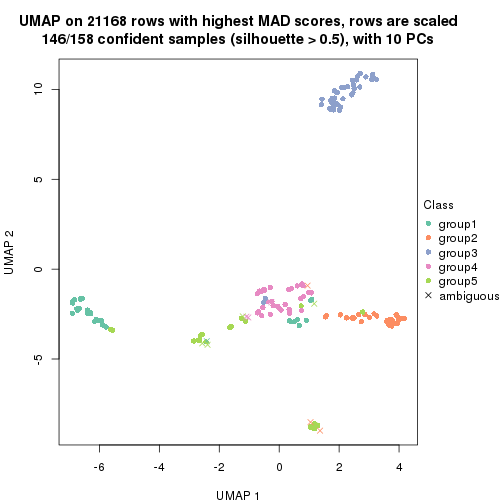 UMAP on 21168 rows with highest MAD scores, rows are scaled
146/158 confident samples (silhouette > 0.5), with 10 PCs
10
5
0
-5
UMAP 2
-6
-4
-2
0
2
4
UMAP 1
Class
group1
group2
group3
group4
group5
ambiguous